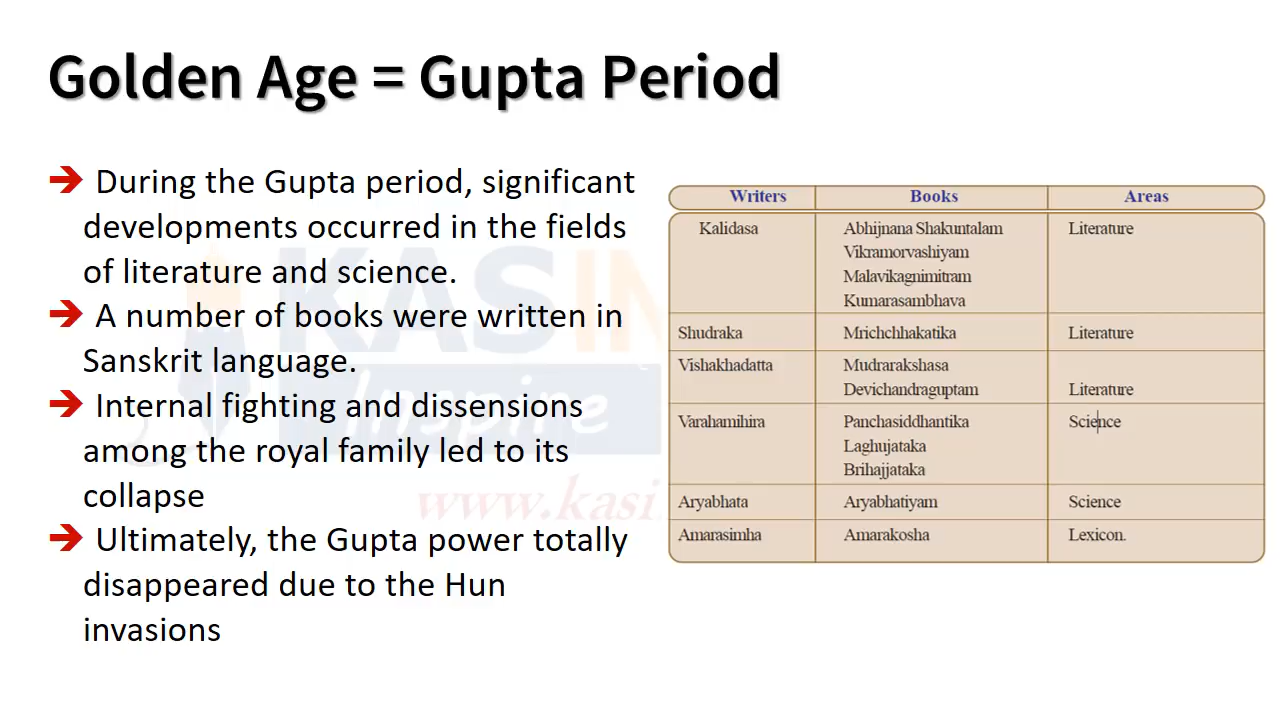 Golden Age = Gupta Period
➔ During the Gupta period, significant
developments occurred in the fields
of literature and science.
➔ A number of books were written in
Sanskrit language.
➔ Internal fighting and dissensions
among the royal family led to its
collapse
➔ Ultimately, the Gupta power totally
disappeared due to the Hun
invasions
Writers Books Areas
Kalidasa Abhijnana Shakuntalam Literature
Vikramorvashiyam
Malavikagnimitram
Kumarasambhava
Shudraka Mrichchhakatika Literature
Vishakhadatta Mudrarakshasa
Devichandraguptam Literature
Varahamihira Panchasiddhantika Science
Laghujataka
Brihajjataka
Aryabhata Aryabhatiyam Science
Amarasimha Amarakosha Lexicon.
KASIN
Inspire
www.kasi